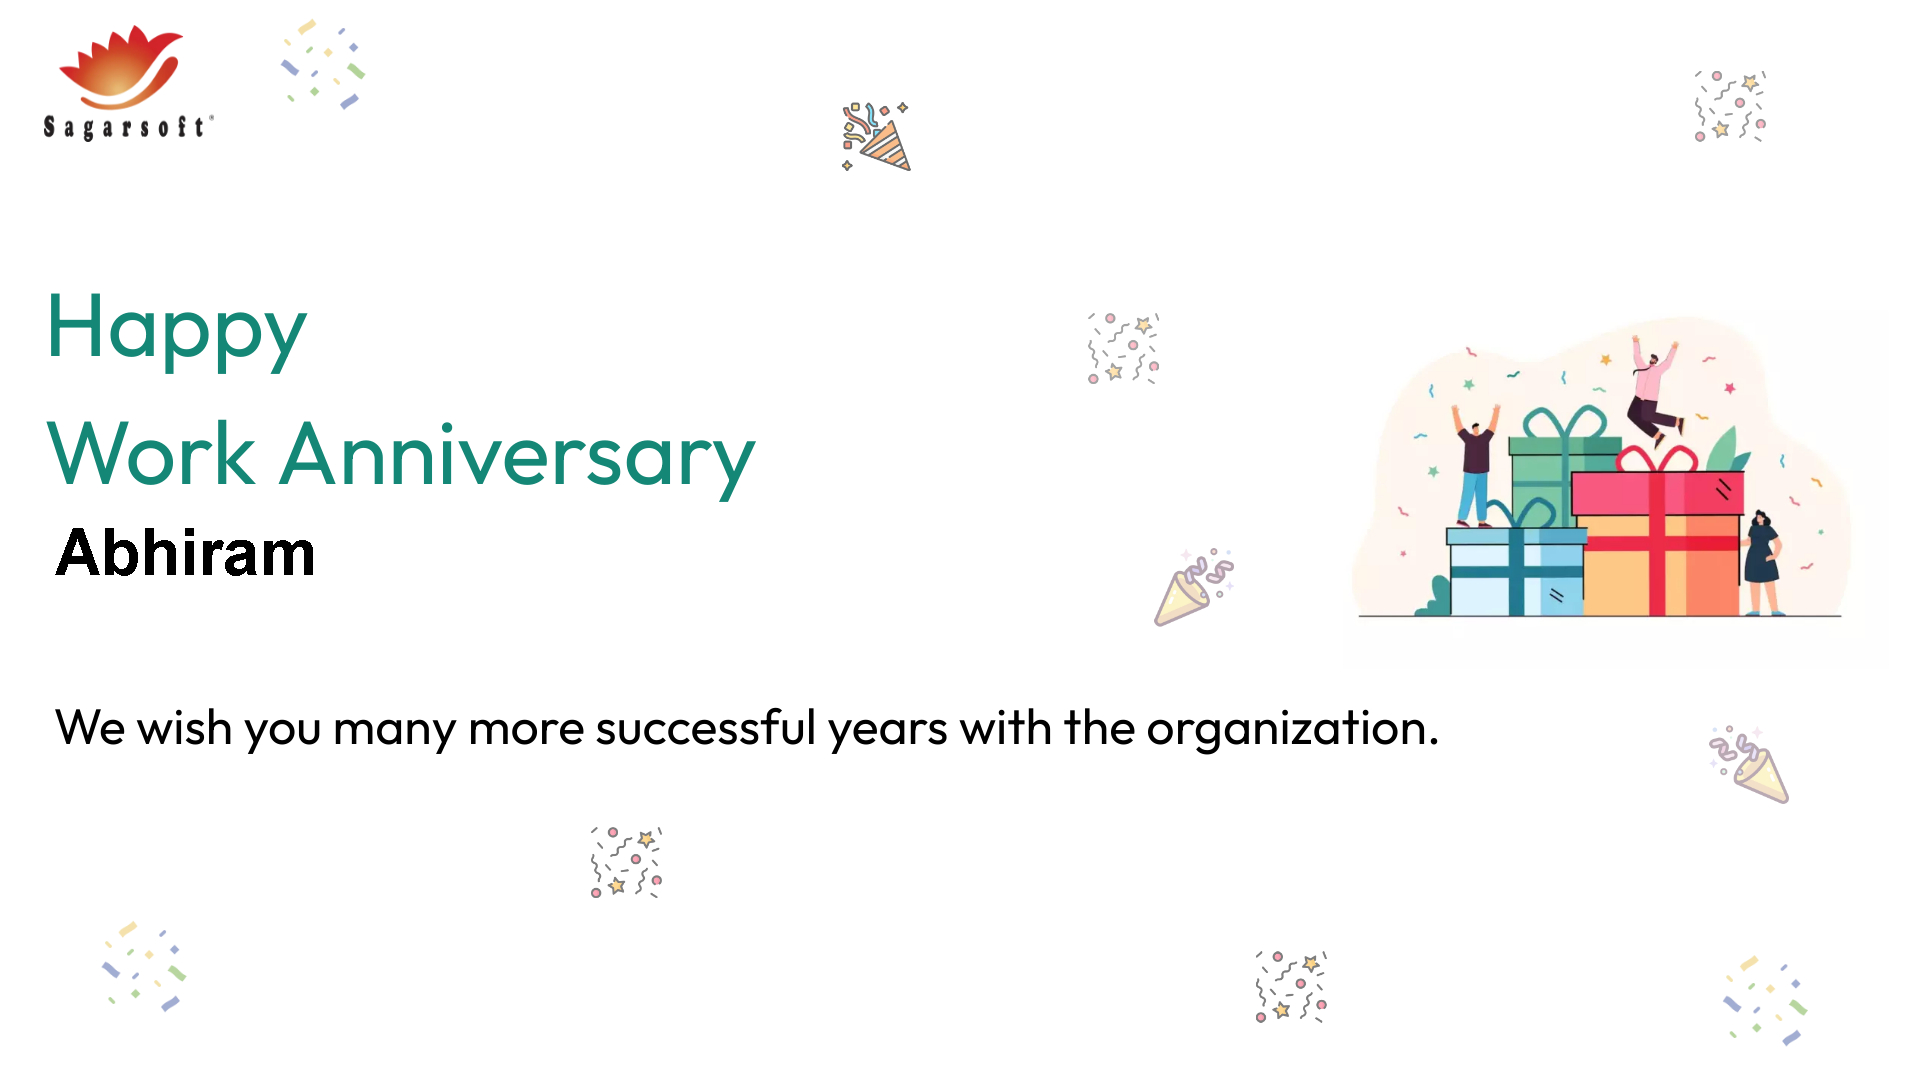 Sagarsoft®
Happy
Work Anniversary
Abhiram
We wish you many more successful years with the organization.